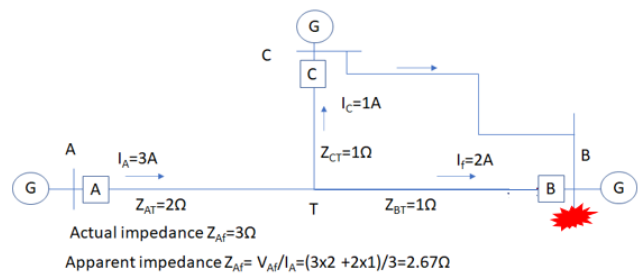 G
C
C
I_C=1A
A
I_A=3A
Z_CT=1Ω
I_f=2A
B
G
A
B
G
Z_AT=2Ω
T
Z_BT=1Ω
Actual impedance Z_Af=3Ω
Apparent impedance Z_Af= V_Af/I_A=(3x2 +2x1)/3=2.67Ω